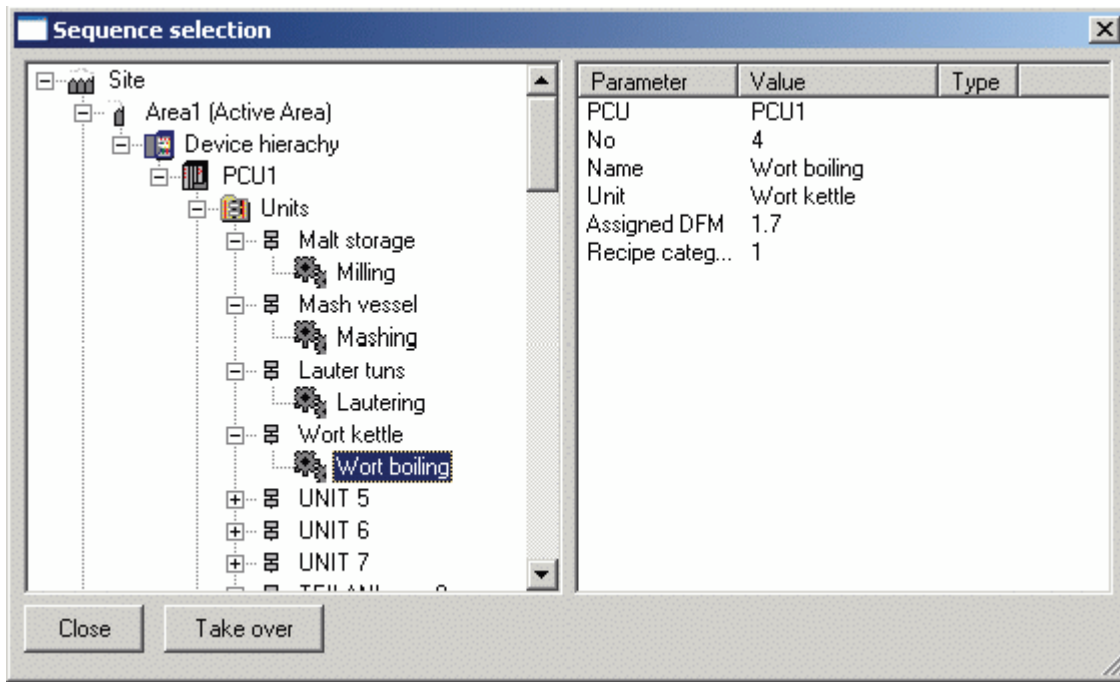 Sequence selection
Site
Area1 (Active Area)
Device hierachy
PCU1
Units
Malt storage
Milling
Mash vessel
Mashing
Lauter tuns
Lautering
Wort kettle
Wort boiling
UNIT 5
UNIT 6
UNIT 7
Parameter Value Type
PCU PCU1
No 4
Name Wort boiling
Unit Wort kettle
Assigned DFM 1.7
Recipe categ... 1
Close Take over